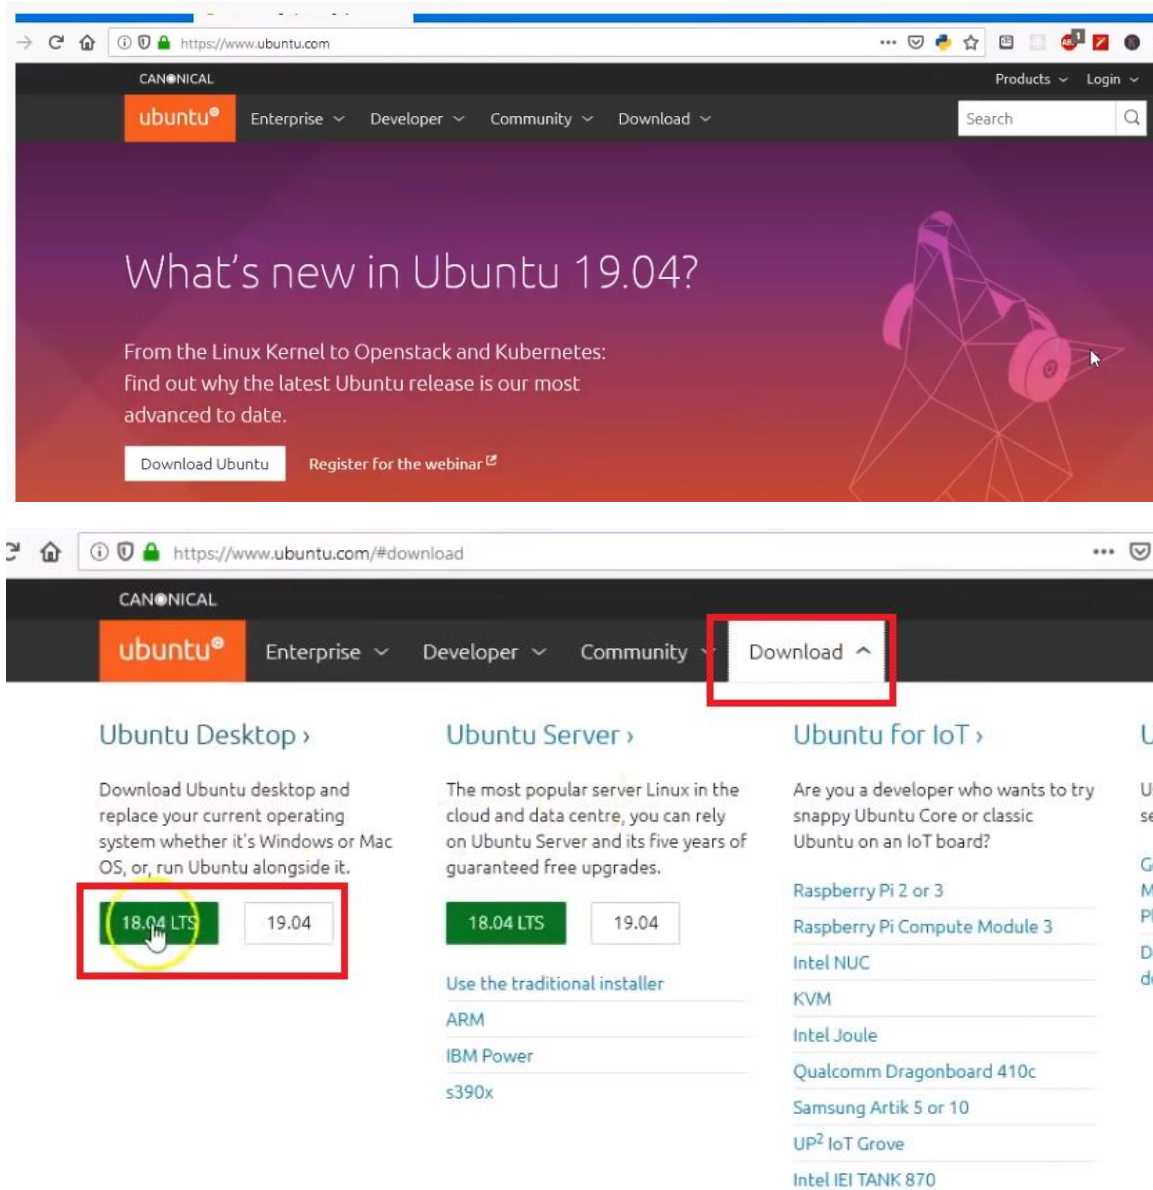 https://www.ubuntu.com
CANONICAL
Products
Login
ubuntu
Enterprise
Developer
Community
Download
Search
What's new in Ubuntu 19.04?
From the Linux Kernel to Openstack and Kubernetes:
find out why the latest Ubuntu release is our most
advanced to date.
Download Ubuntu
Register for the webinar
https://www.ubuntu.com/#download
CANONICAL
ubuntu
Enterprise
Developer
Community
Download
Ubuntu Desktop ›
Download Ubuntu desktop and
replace your current operating
system whether it's Windows or Mac
OS, or, run Ubuntu alongside it.
18.04 LTS
19.04
Ubuntu Server ›
The most popular server Linux in the
cloud and data centre, you can rely
on Ubuntu Server and its five years of
guaranteed free upgrades.
18.04 LTS
19.04
Use the traditional installer
ARM
IBM Power
s390x
Ubuntu for IoT ›
Are you a developer who wants to try
snappy Ubuntu Core or classic
Ubuntu on an IoT board?
Raspberry Pi 2 or 3
Raspberry Pi Compute Module 3
Intel NUC
KVM
Intel Joule
Qualcomm Dragonboard 410c
Samsung Artik 5 or 10
UP² IoT Grove
Intel IEI TANK 870